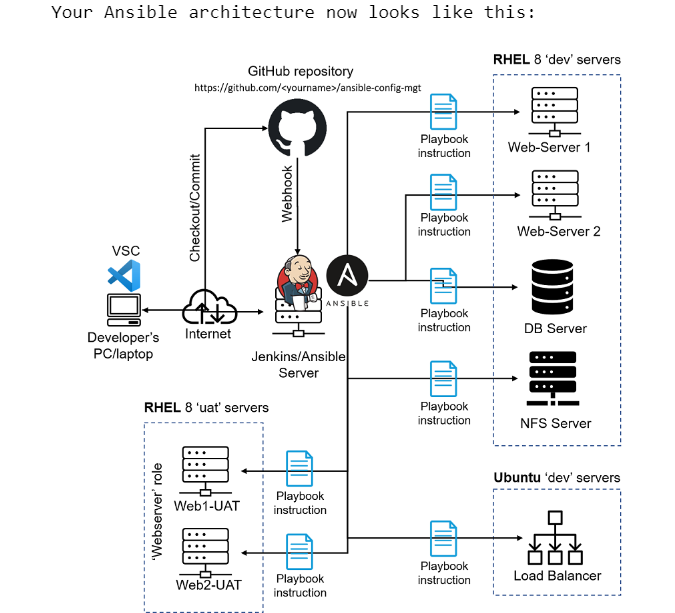 Your Ansible architecture now looks like this:
RHEL 8 'dev' servers
GitHub repository
https://github.com/<yourname>/ansible-config-mgt
Playbook
instruction
Web-Server 1
Checkout/Commit
Webhook
Playbook
instruction
Web-Server 2
VSC
ANSIBLE
Playbook
instruction
DB Server
Developer's
PC/laptop
Internet
Jenkins/Ansible
Server
Playbook
instruction
NFS Server
RHEL 8 'uat' servers
'Webserver' role
Web1-UAT
Playbook
instruction
Web2-UAT
Playbook
instruction
Ubuntu 'dev' servers
Playbook
instruction
Load Balancer